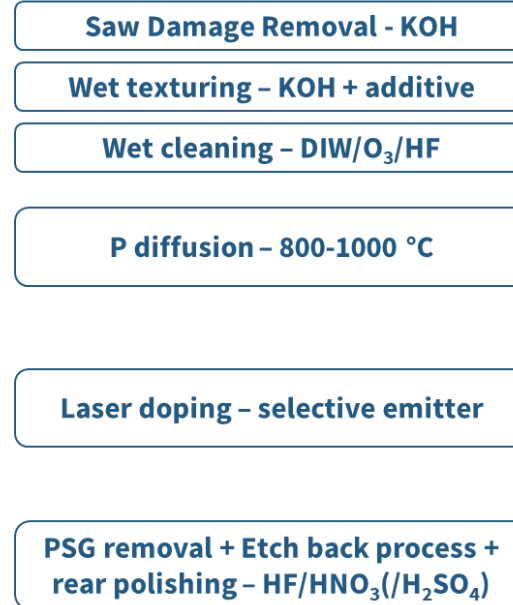 Saw Damage Removal - KOH
Wet texturing – KOH + additive
Wet cleaning – DIW/O₃/HF
P diffusion – 800-1000 °C
Laser doping – selective emitter
PSG removal + Etch back process +
rear polishing – HF/HNO₃(/H₂SO₄)